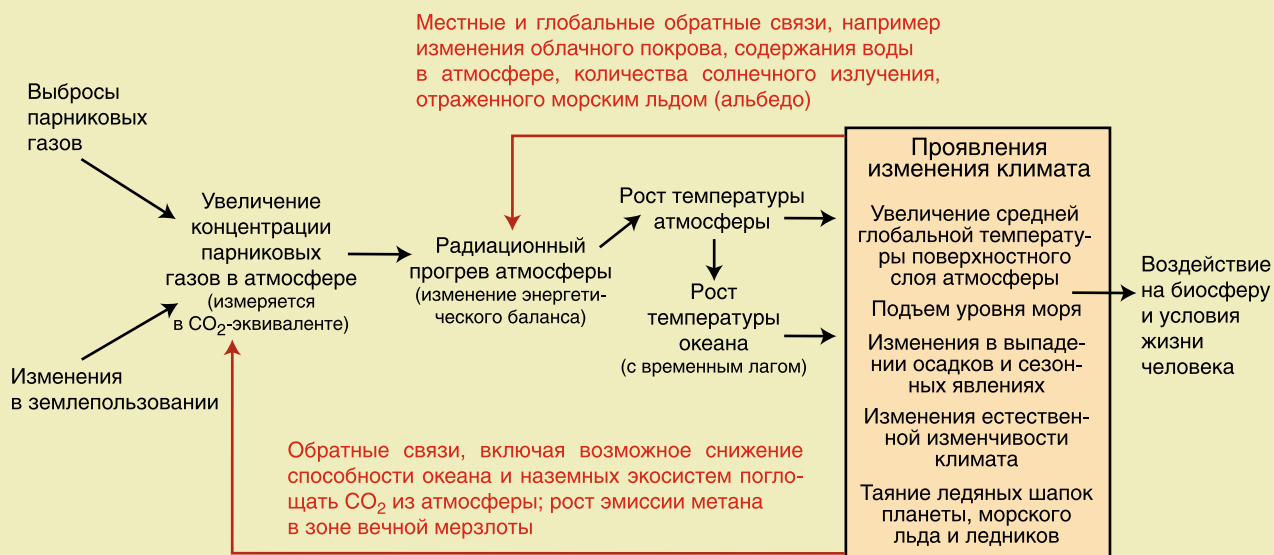 Местные и глобальные обратные связи, например
изменения облачного покрова, содержания воды
в атмосфере, количества солнечного излучения,
отраженного морским льдом (альбедо)
Выбросы
парниковых
газов
Увеличение
концентрации
парниковых
газов в атмосфере
(измеряется
в CO₂-эквиваленте)
Изменения
в землепользовании
Радиационный
прогрев атмосферы
(изменение энергети-
ческого баланса)
Рост температуры
атмосферы
Рост
температуры
океана
(с временным лагом)
Проявления
изменения климата
Увеличение средней
глобальной температу-
ры поверхностного
слоя атмосферы
Подъем уровня моря
Изменения в выпаде-
нии осадков и сезон-
ных явлениях
Изменения естествен-
ной изменчивости
климата
Таяние ледяных шапок
планеты, морского
льда и ледников
Воздействие
на биосферу
и условия
жизни
человека
Обратные связи, включая возможное снижение
способности океана и наземных экосистем погло-
щать CO₂ из атмосферы; рост эмиссии метана
в зоне вечной мерзлоты